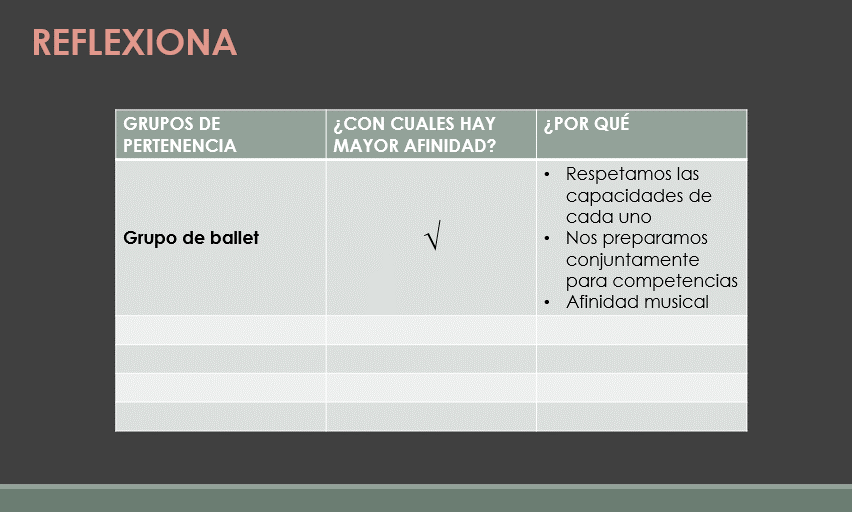 REFLEXIONA
GRUPOS DE
PERTENENCIA
¿CON CUALES HAY
MAYOR AFINIDAD?
¿POR QUÉ
Grupo de ballet
√
• Respetamos las
capacidades de
cada uno
• Nos preparamos
conjuntamente
para competencias
• Afinidad musical